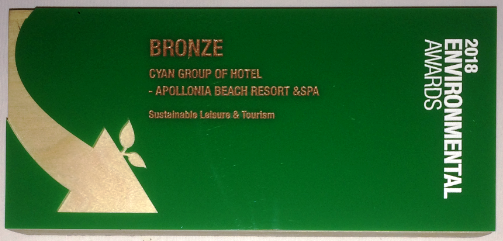 BRONZE
CYAN GROUP OF HOTEL
- APOLLONIA BEACH RESORT &SPA
Sustainable Leisure & Tourism
2018
ENVIRONMENTAL
AWARDS